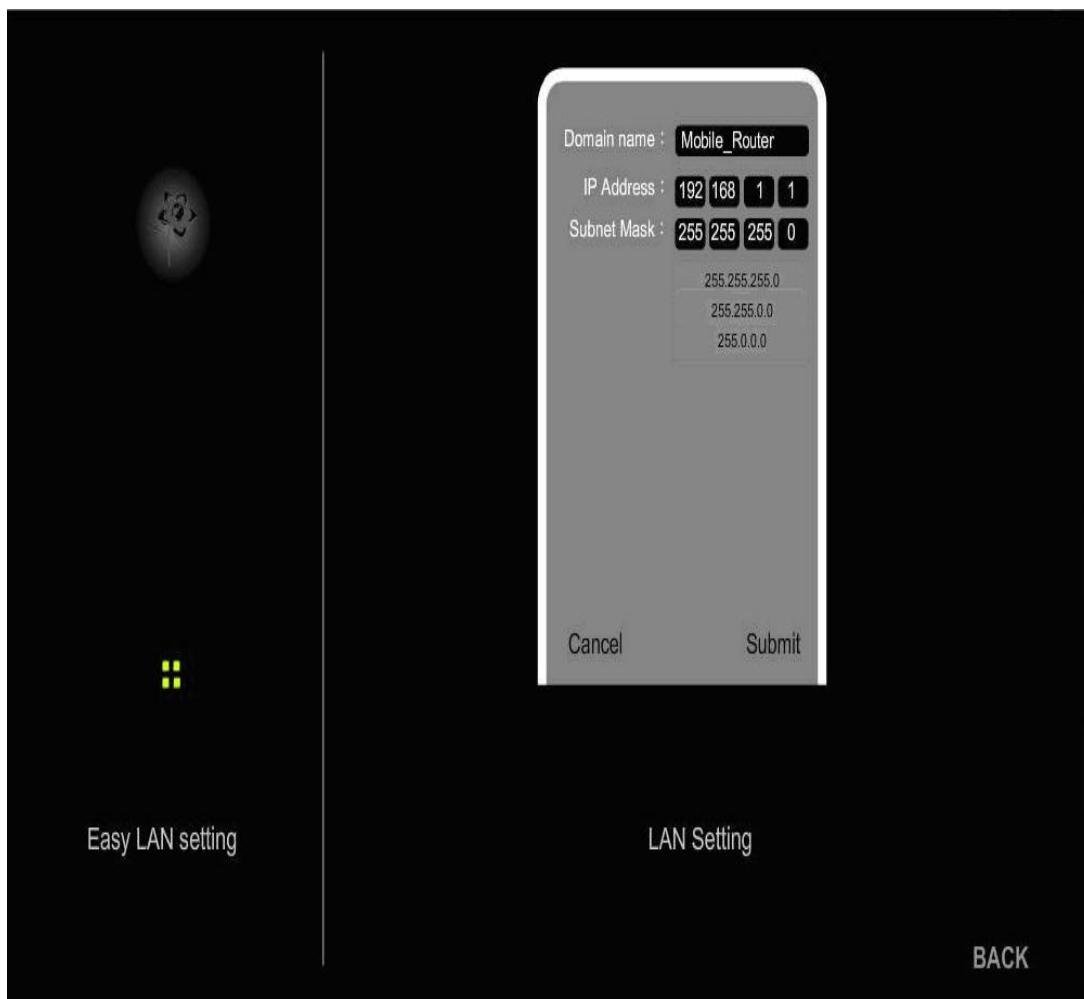 Domain name : Mobile_Router
IP Address : 192 168 1 1
Subnet Mask : 255 255 255 0
255.255.255.0
255.255.0.0
255.0.0.0
Cancel Submit
Easy LAN setting
LAN Setting
BACK